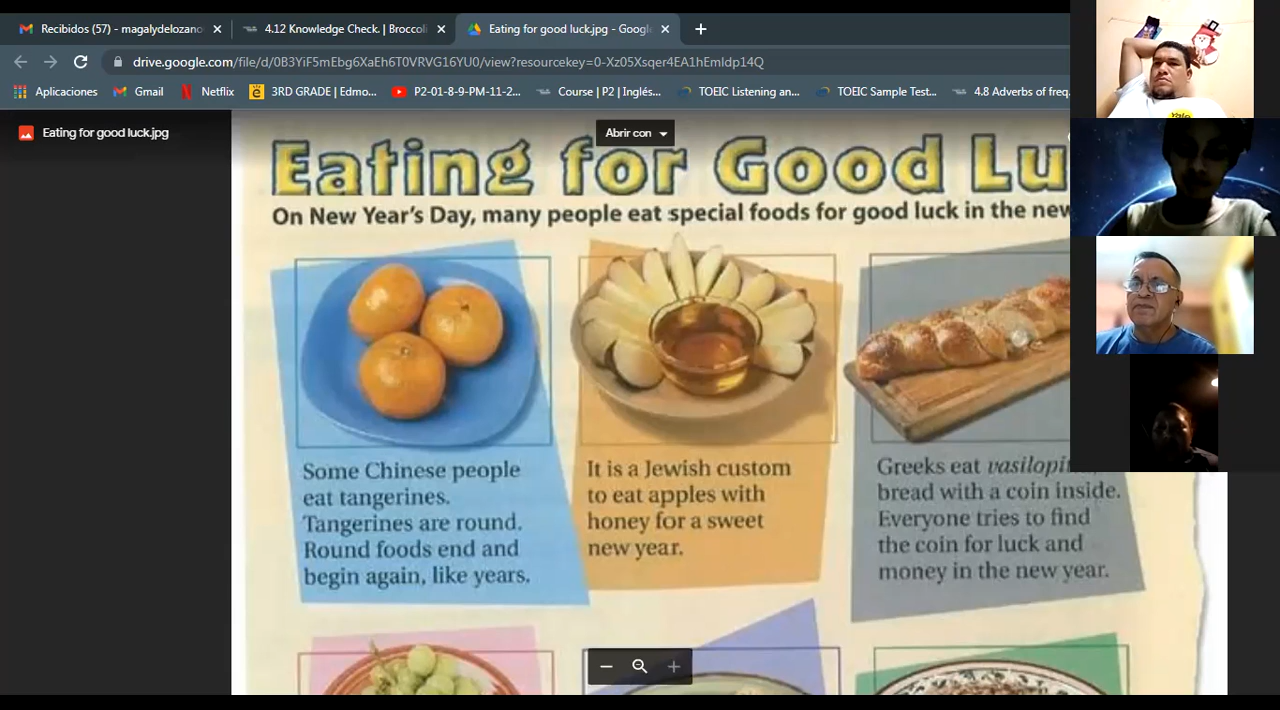 Recibidos (57) - magalydelozano
4.12 Knowledge Check. | Broccoli
Eating for good luck.jpg - Google
drive.google.com/file/d/0B3YiF5mEbg6XaEh6T0VRVG16YU0/view?resourcekey=0-Xz05Xsqer4EA1hEmIdp14Q
Aplicaciones
Gmail
Netflix
3RD GRADE | Edmo...
P2-01-8-9-PM-11-2...
Course | P2 | Inglés...
TOEIC Listening an...
TOEIC Sample Test...
4.8 Adverbs of freq
Eating for good luck.jpg
Abrir con
Eating for Good Lu
On New Year's Day, many people eat special foods for good luck in the new
Some Chinese people
eat tangerines.
Tangerines are round.
Round foods end and
begin again, like years.
It is a Jewish custom
to eat apples with
honey for a sweet
new year.
Greeks eat vasilopi
bread with a coin inside.
Everyone tries to find
the coin for luck and
money in the new year.